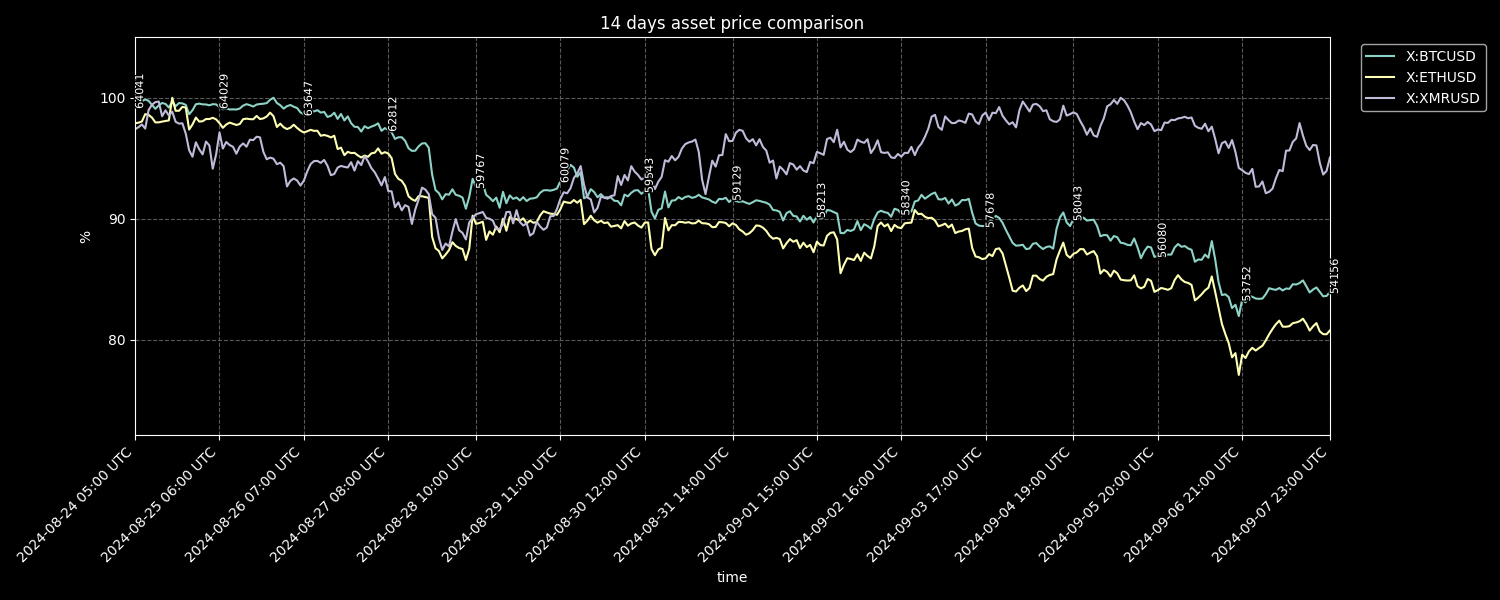 14 days asset price comparison
X:BTCUSD
X:ETHUSD
X:XMRUSD
100
90
80
%
64041
64029
63647
62812
59767
60079
59543
59129
58213
58340
57678
58043
56080
53752
54156
2024-08-24 05:00 UTC
2024-08-25 06:00 UTC
2024-08-26 07:00 UTC
2024-08-27 08:00 UTC
2024-08-28 10:00 UTC
2024-08-29 11:00 UTC
2024-08-30 12:00 UTC
2024-08-31 14:00 UTC
2024-09-01 15:00 UTC
2024-09-02 16:00 UTC
2024-09-03 17:00 UTC
2024-09-04 19:00 UTC
2024-09-05 20:00 UTC
2024-09-06 21:00 UTC
2024-09-07 23:00 UTC
time